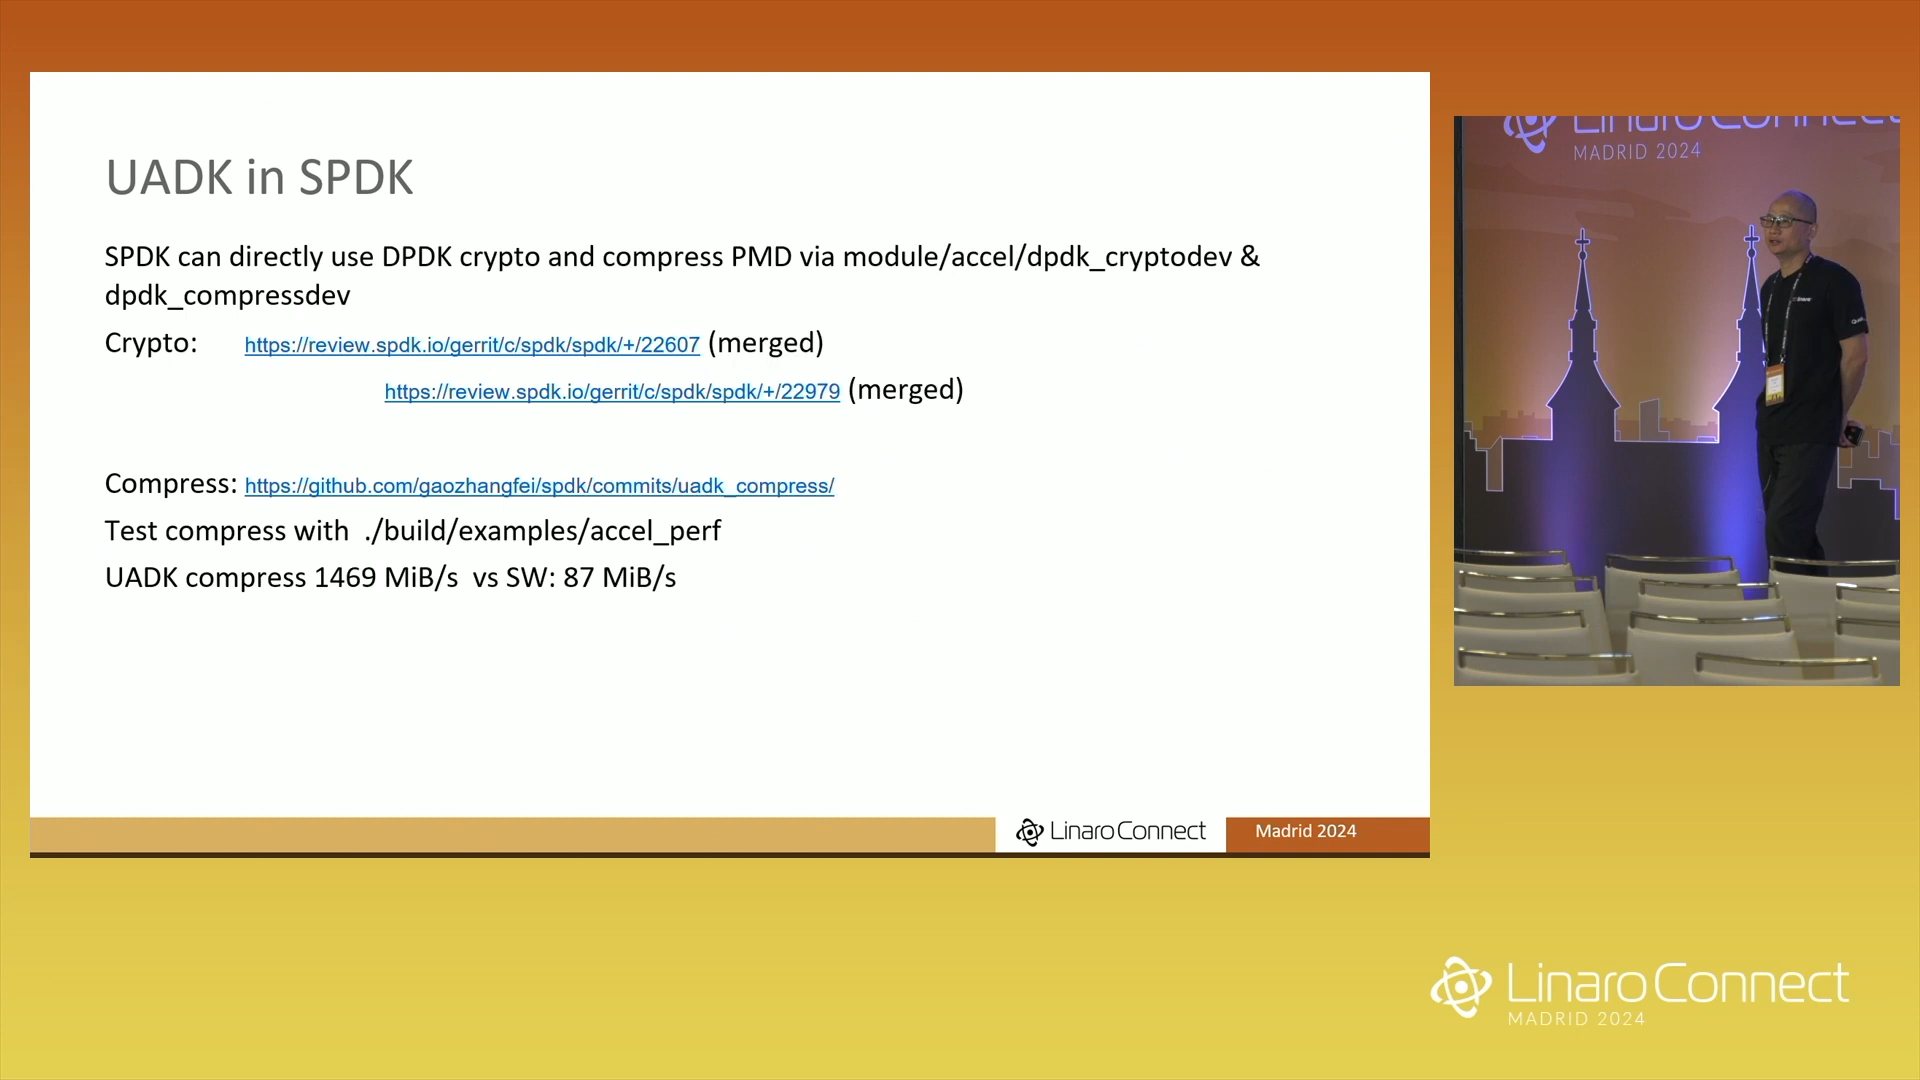 UADK in SPDK
SPDK can directly use DPDK crypto and compress PMD via module/accel/dpdk_cryptodev &
dpdk_compressdev
Crypto: https://review.spdk.io/gerrit/c/spdk/spdk/+/22607 (merged)
https://review.spdk.io/gerrit/c/spdk/spdk/+/22979 (merged)
Compress: https://github.com/gaozhangfei/spdk/commits/uadk_compress/
Test compress with ./build/examples/accel_perf
UADK compress 1469 MiB/s vs SW: 87 MiB/s
Linaro Connect
Madrid 2024
Linaro Connect
MADRID 2024
Linaro Connect
MADRID 2024